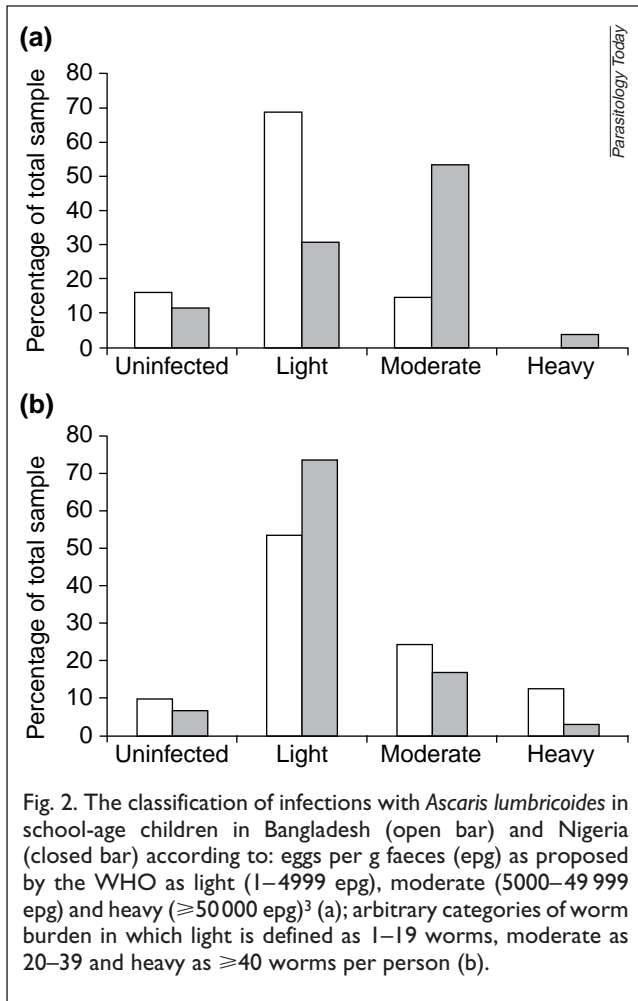 (a)
Parasitology Today
Percentage of total sample
80
70
60
50
40
30
20
10
0
Uninfected Light Moderate Heavy
(b)
Percentage of total sample
80
70
60
50
40
30
20
10
0
Uninfected Light Moderate Heavy
Fig. 2. The classification of infections with Ascaris lumbricoides in
school-age children in Bangladesh (open bar) and Nigeria
(closed bar) according to: eggs per g faeces (epg) as proposed
by the WHO as light (1–4999 epg), moderate (5000–49 999
epg) and heavy (⩾50 000 epg)³ (a); arbitrary categories of worm
burden in which light is defined as 1–19 worms, moderate as
20–39 and heavy as ⩾40 worms per person (b).